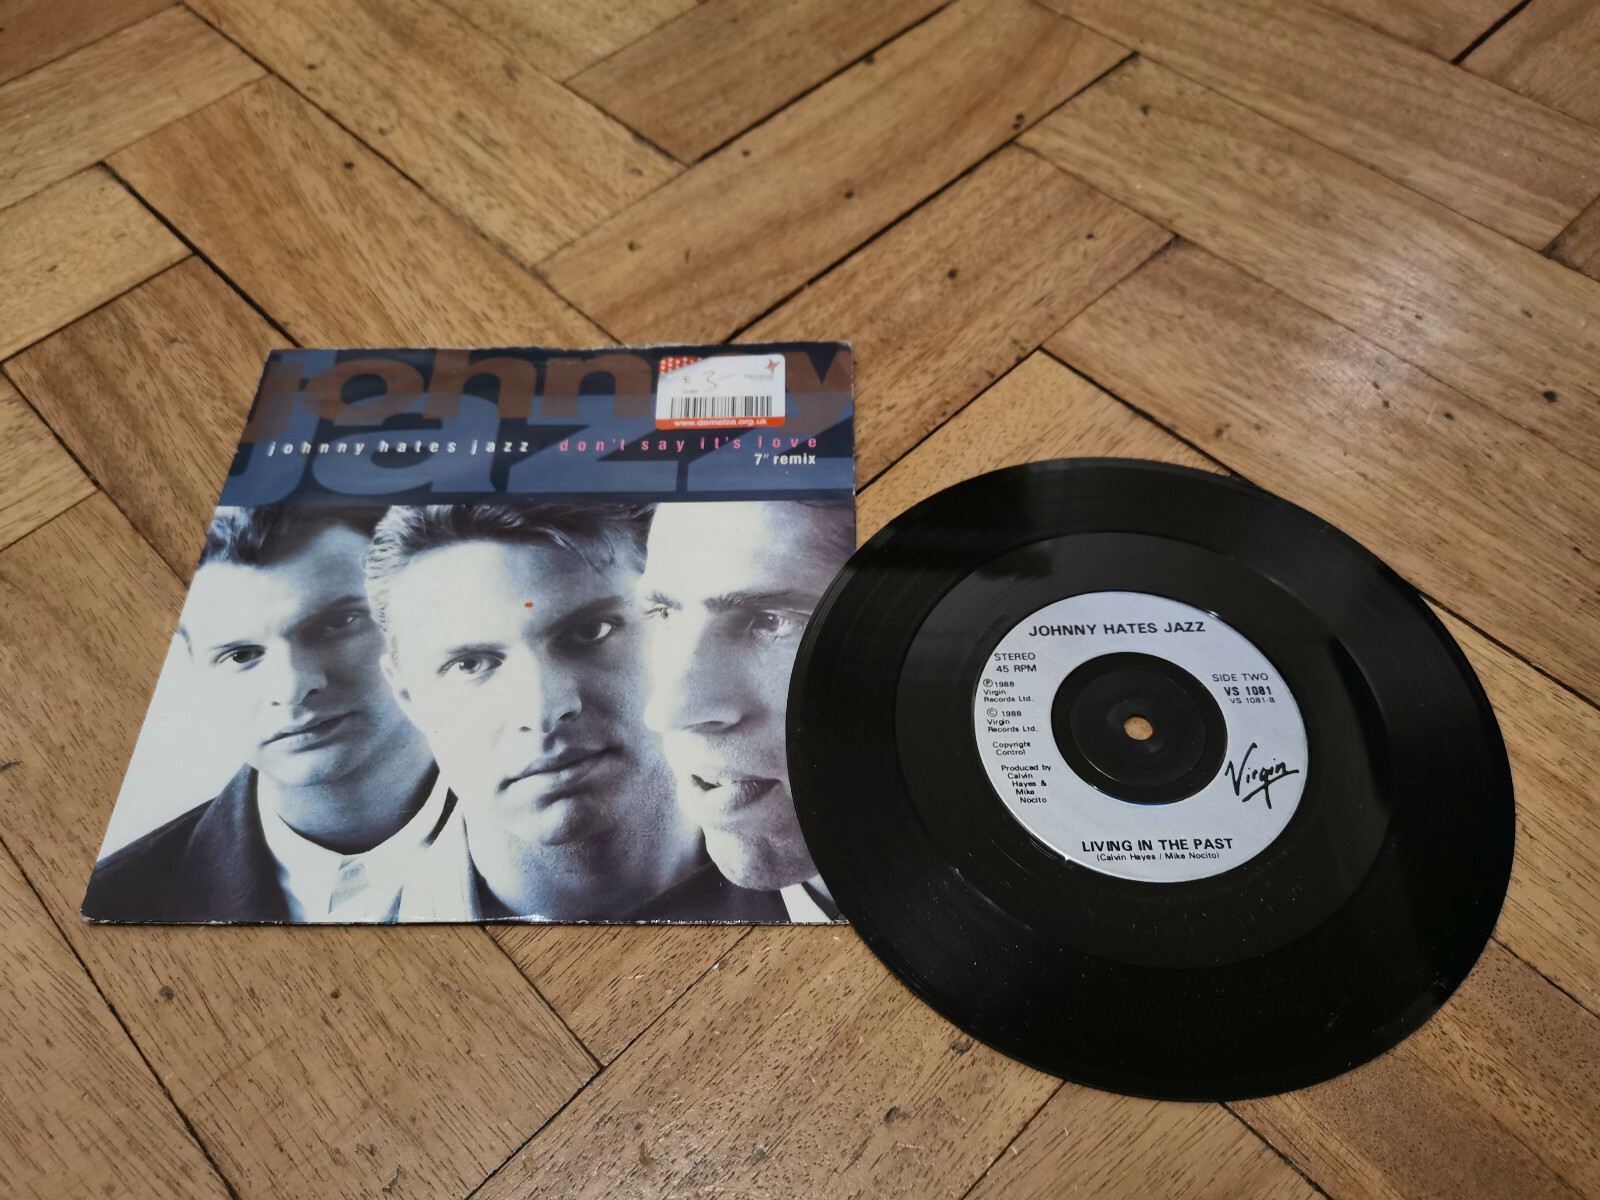 johnny
jazz
£ 3-
www.demelza.org.uk
johnny hates jazz don't say it's love
7" remix
JOHNNY HATES JAZZ
STEREO
45 RPM
Ⓟ 1988
Virgin
Records Ltd.
© 1988
Virgin
Records Ltd.
Copyright
Control
Produced by
Calvin
Hayes &
Mike
Nocito
SIDE TWO
VS 1081
VS 1081-B
Virgin
LIVING IN THE PAST
(Calvin Hayes / Mike Nocito)